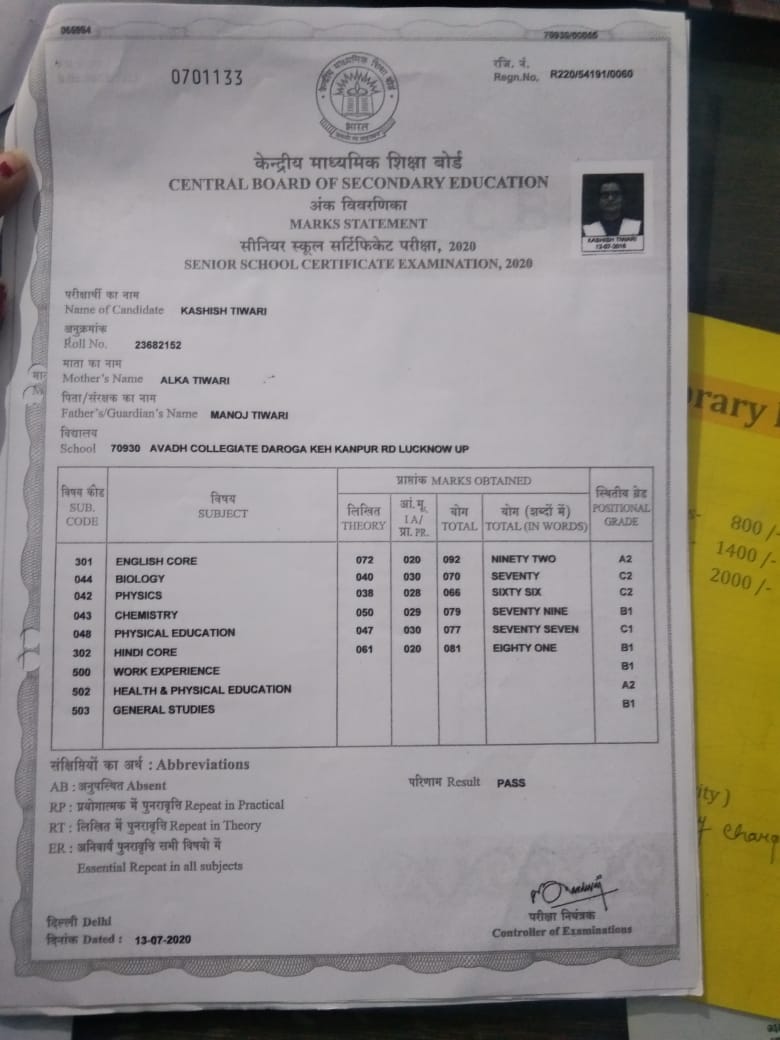 066664
70930/00065
0701133
रजि. नं.
Regn.No. R220/54191/0060
केन्द्रीय माध्यमिक शिक्षा बोर्ड
भारत
केन्द्रीय माध्यमिक शिक्षा बोर्ड
CENTRAL BOARD OF SECONDARY EDUCATION
अंक विवरणिका
MARKS STATEMENT
सीनियर स्कूल सर्टिफिकेट परीक्षा, 2020
SENIOR SCHOOL CERTIFICATE EXAMINATION, 2020
KASHISH TIWARI
परीक्षार्थी का नाम
Name of Candidate KASHISH TIWARI
अनुक्रमांक
Roll No. 23682152
माता का नाम
Mother's Name ALKA TIWARI
पिता/संरक्षक का नाम
Father's/Guardian's Name MANOJ TIWARI
विद्यालय
School 70930 AVADH COLLEGIATE DAROGA KEH KANPUR RD LUCKNOW UP
विषय कोड SUB. CODE
विषय SUBJECT
प्राप्तांक MARKS OBTAINED
लिखित THEORY
आं.मू. IA/ प्रा. PR.
योग TOTAL
योग (शब्दों में) TOTAL (IN WORDS)
स्थितीय ग्रेड POSITIONAL GRADE
301 ENGLISH CORE 072 020 092 NINETY TWO A2
044 BIOLOGY 040 030 070 SEVENTY C2
042 PHYSICS 038 028 066 SIXTY SIX C2
043 CHEMISTRY 050 029 079 SEVENTY NINE B1
048 PHYSICAL EDUCATION 047 030 077 SEVENTY SEVEN C1
302 HINDI CORE 061 020 081 EIGHTY ONE B1
500 WORK EXPERIENCE B1
502 HEALTH & PHYSICAL EDUCATION A2
503 GENERAL STUDIES B1
संक्षिप्तियों का अर्थ : Abbreviations
AB : अनुपस्थित Absent
परिणाम Result PASS
RP : प्रयोगात्मक में पुनरावृत्ति Repeat in Practical
RT : लिखित में पुनरावृत्ति Repeat in Theory
ER : अनिवार्य पुनरावृत्ति सभी विषयो में
Essential Repeat in all subjects
परीक्षा नियंत्रक
Controller of Examinations
दिल्ली Delhi
दिनांक Dated : 13-07-2020
rary
800 /-
1400 /-
2000 /-
ity )
charg